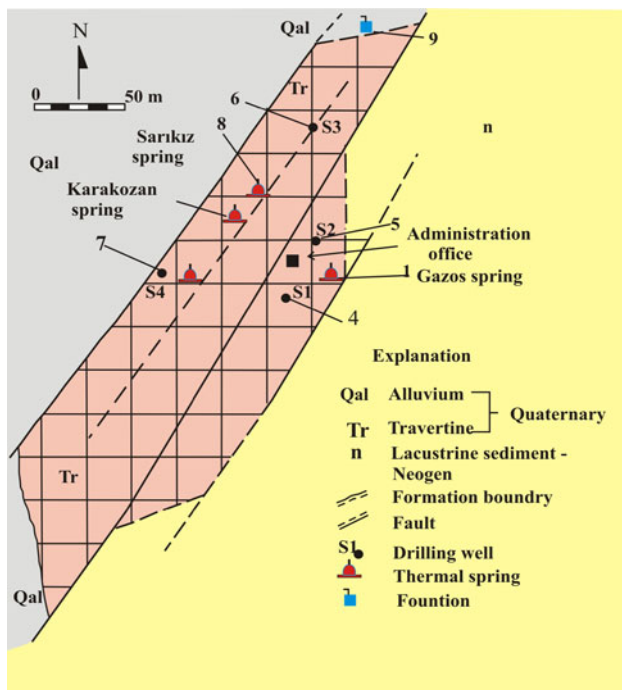 Qal
9
N
0 50 m
Tr
6
S3
8
Sarıkız
spring
n
Qal
Karakozan
spring
S2
5
Administration
office
7
S4
1
Gazos spring
S1
4
Explanation
Qal Alluvium
Quaternary
Tr Travertine
n Lacustrine sediment -
Neogen
Formation boundry
Fault
S1 Drilling well
Thermal spring
Fountion
Tr
Qal